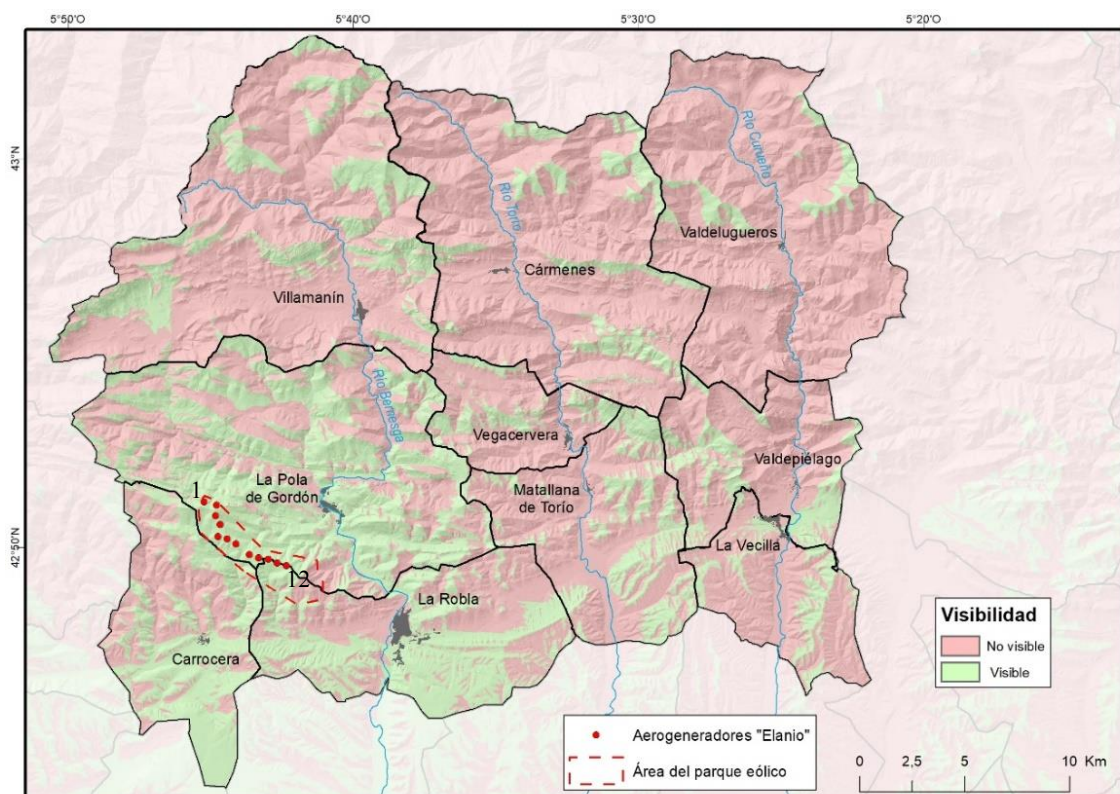 5°50'O
5°40'O
5°30'O
5°20'O
43°N
42°50'N
Río Curueño
Río Torío
Valdelugueros
Cármenes
Villamanín
Río Bernesga
Vegacervera
Valdepiélago
La Pola
de Gordón
Matallana
de Torío
1
La Vecilla
12
La Robla
Carrocera
Visibilidad
No visible
Visible
Aerogeneradores "Elanio"
Área del parque eólico
0 2,5 5 10 Km